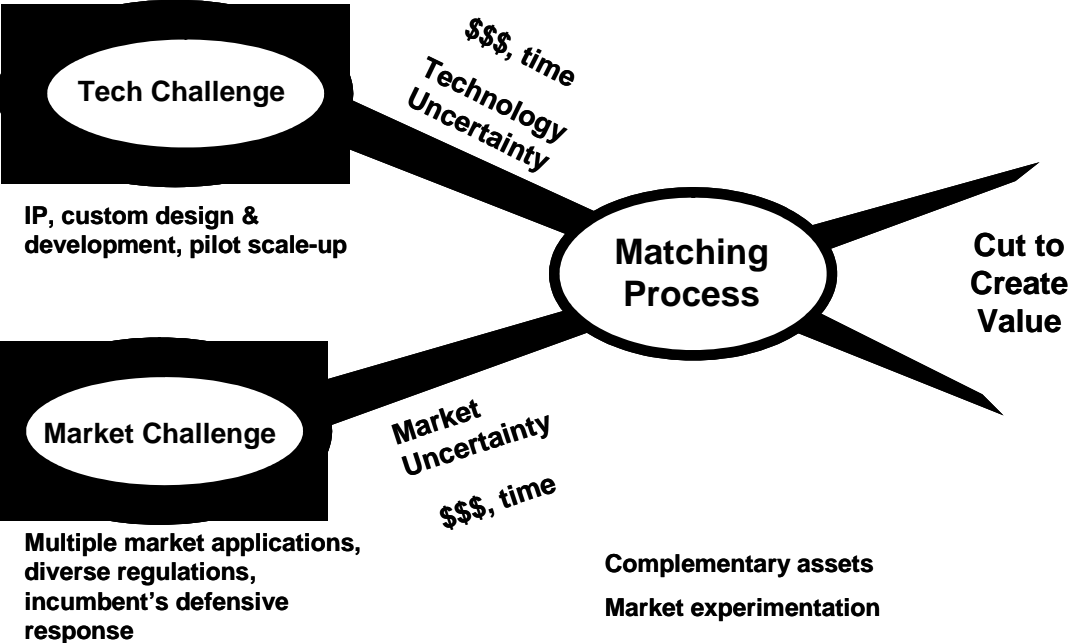 Tech Challenge
$$$, time
Technology
Uncertainty
IP, custom design &
development, pilot scale-up
Matching
Process
Cut to
Create
Value
Market Challenge
Market
Uncertainty
$$$, time
Multiple market applications,
diverse regulations,
incumbent's defensive
response
Complementary assets
Market experimentation